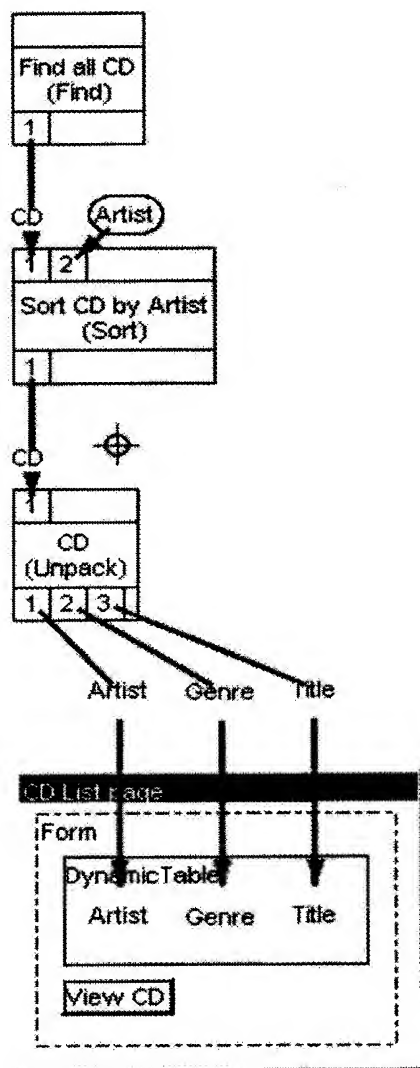 Find all CD
(Find)
1
CD
Artist
1 2
Sort CD by Artist
(Sort)
1
CD
1
CD
(Unpack)
1 2 3
Artist Genre Title
CD List page
Form
DynamicTable
Artist Genre Title
View CD